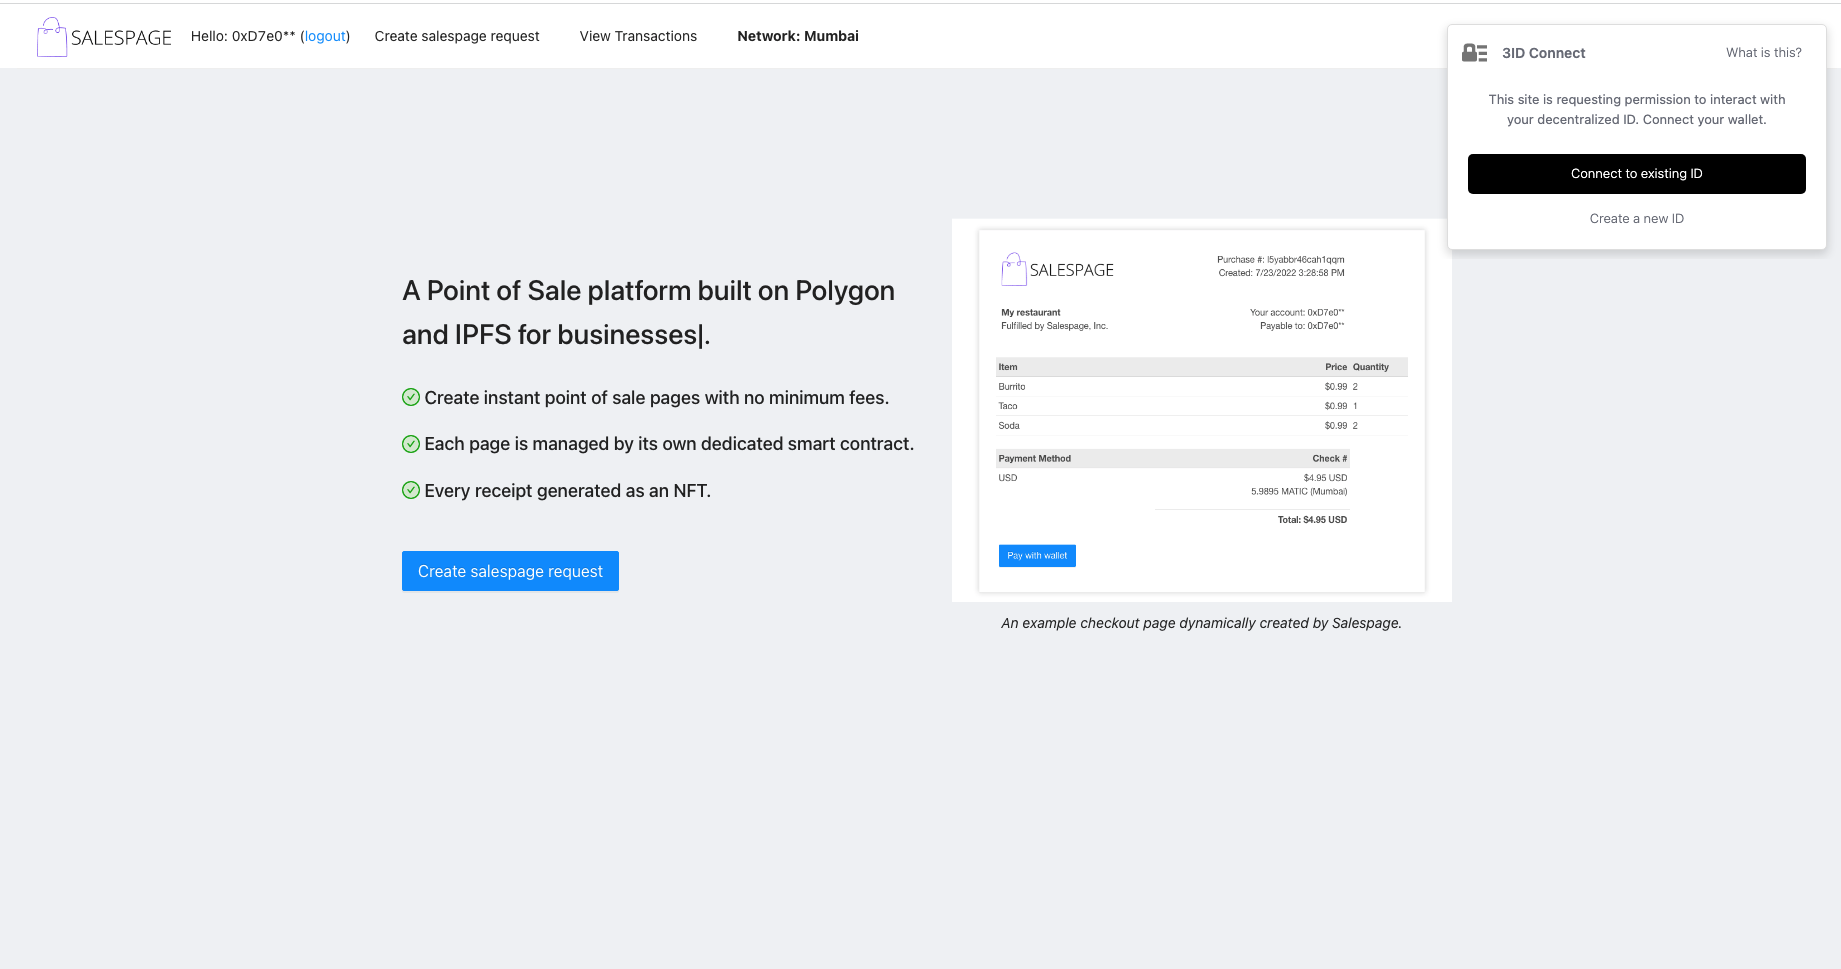 SALESPAGE
Hello: 0xD7e0** (logout)
Create salespage request
View Transactions
Network: Mumbai
3ID Connect
What is this?
This site is requesting permission to interact with
your decentralized ID. Connect your wallet.
Connect to existing ID
Create a new ID
A Point of Sale platform built on Polygon
and IPFS for businesses|.
Create instant point of sale pages with no minimum fees.
Each page is managed by its own dedicated smart contract.
Every receipt generated as an NFT.
Create salespage request
SALESPAGE
Purchase #: l5yabbr46cah1qqm
Created: 7/23/2022 3:28:58 PM
My restaurant
Fulfilled by Salespage, Inc.
Your account: 0xD7e0**
Payable to: 0xD7e0**
Item Price Quantity
Burrito $0.99 2
Taco $0.99 1
Soda $0.99 2
Payment Method Check #
USD $4.95 USD
5.9895 MATIC (Mumbai)
Total: $4.95 USD
Pay with wallet
An example checkout page dynamically created by Salespage.